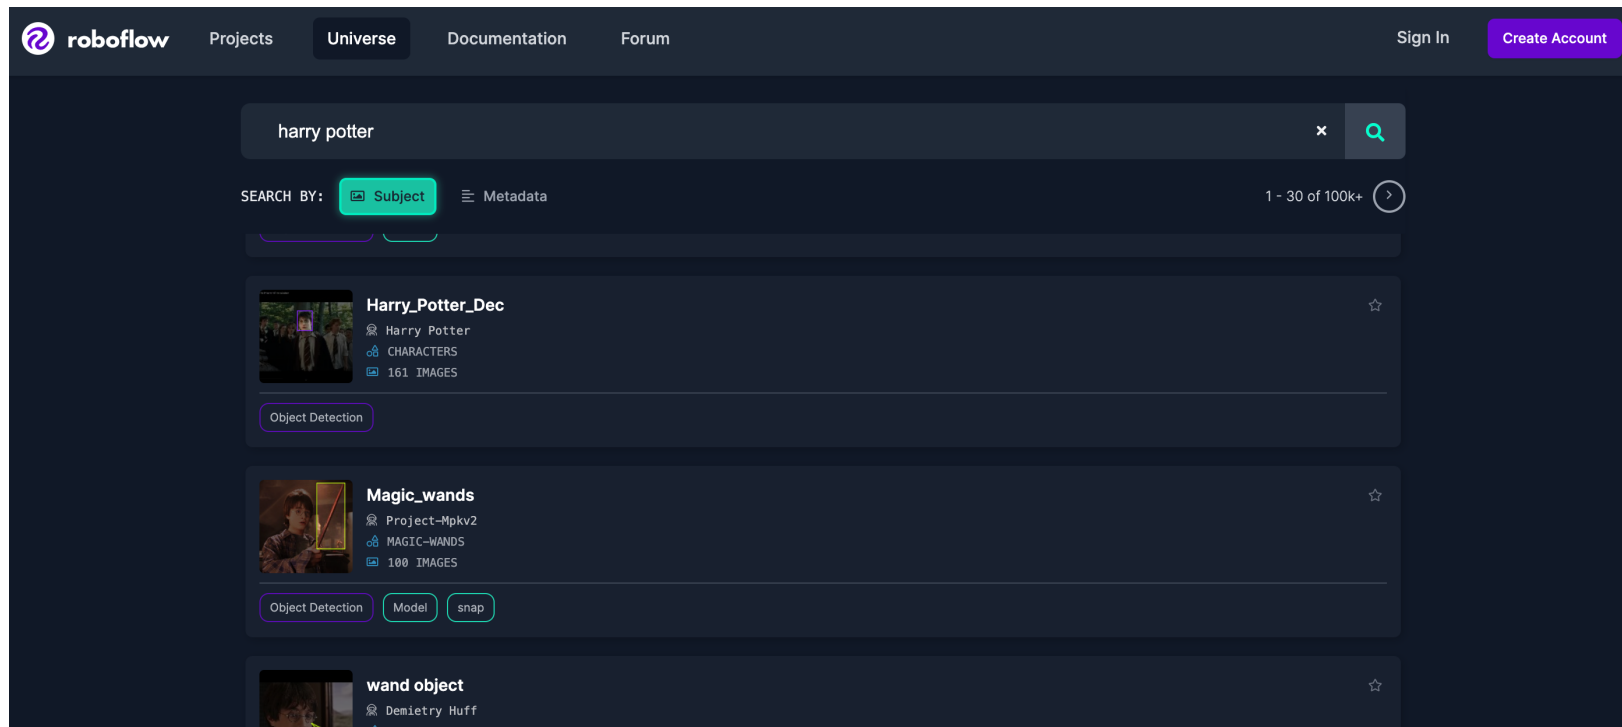 roboflow Projects Universe Documentation Forum Sign In Create Account
harry potter
SEARCH BY: Subject Metadata 1 - 30 of 100k+
Harry_Potter_Dec
Harry Potter
CHARACTERS
161 IMAGES
Object Detection
Magic_wands
Project-Mpkv2
MAGIC-WANDS
100 IMAGES
Object Detection Model snap
wand object
Demietry Huff